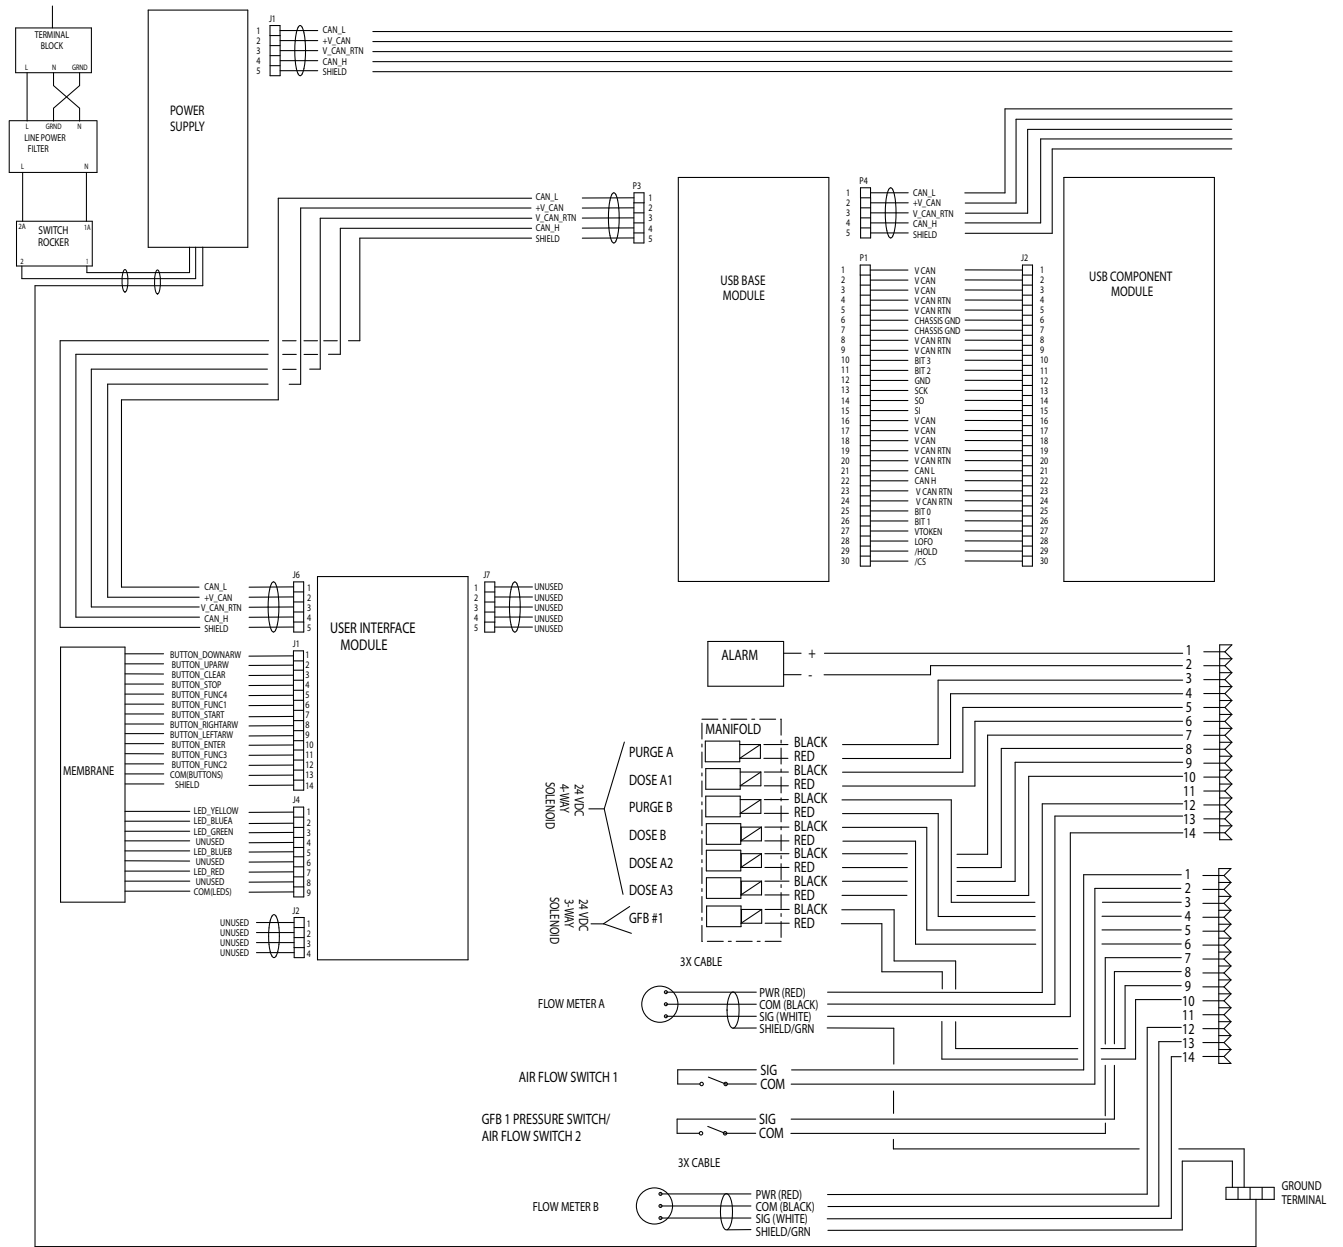 TERMINAL
BLOCK
L N GRND
L GRND N
LINE POWER
FILTER
L N
2A 1A
SWITCH
ROCKER
2 1
POWER
SUPPLY
J1
1 CAN_L
2 +V_CAN
3 V_CAN_RTN
4 CAN_H
5 SHIELD
P3
CAN_L 1
+V_CAN 2
V_CAN_RTN 3
CAN_H 4
SHIELD 5
USB BASE
MODULE
P4
1 CAN_L
2 +V_CAN
3 V_CAN_RTN
4 CAN_H
5 SHIELD
USB COMPONENT
MODULE
P1 J2
1 V CAN 1
2 V CAN 2
3 V CAN 3
4 V CAN RTN 4
5 V CAN RTN 5
6 CHASSIS GND 6
7 CHASSIS GND 7
8 V CAN RTN 8
9 V CAN RTN 9
10 BIT 3 10
11 BIT 2 11
12 GND 12
13 SCK 13
14 SO 14
15 SI 15
16 V CAN 16
17 V CAN 17
18 V CAN 18
19 V CAN RTN 19
20 V CAN RTN 20
21 CAN L 21
22 CAN H 22
23 V CAN RTN 23
24 V CAN RTN 24
25 BIT 0 25
26 BIT 1 26
27 VTOKEN 27
28 LOFO 28
29 /HOLD 29
30 /CS 30
J6
CAN_L 1
+V_CAN 2
V_CAN_RTN 3
CAN_H 4
SHIELD 5
USER INTERFACE
MODULE
J7
1 UNUSED
2 UNUSED
3 UNUSED
4 UNUSED
5 UNUSED
MEMBRANE
J1
BUTTON_DOWNARW 1
BUTTON_UPARW 2
BUTTON_CLEAR 3
BUTTON_STOP 4
BUTTON_FUNC4 5
BUTTON_FUNC1 6
BUTTON_START 7
BUTTON_RIGHTARW 8
BUTTON_LEFTARW 9
BUTTON_ENTER 10
BUTTON_FUNC3 11
BUTTON_FUNC2 12
COM(BUTTONS) 13
SHIELD 14
J4
LED_YELLOW 1
LED_BLUEA 2
LED_GREEN 3
UNUSED 4
LED_BLUEB 5
UNUSED 6
LED_RED 7
UNUSED 8
COM(LEDS) 9
J2
UNUSED 1
UNUSED 2
UNUSED 3
UNUSED 4
ALARM
+
-
MANIFOLD
24 VDC
4-WAY
SOLENOID
PURGE A
BLACK
RED
DOSE A1
BLACK
RED
PURGE B
BLACK
RED
DOSE B
BLACK
RED
DOSE A2
BLACK
RED
DOSE A3
BLACK
RED
24 VDC
3-WAY
SOLENOID
GFB #1
BLACK
RED
1
2
3
4
5
6
7
8
9
10
11
12
13
14
1
2
3
4
5
6
7
8
9
10
11
12
13
14
3X CABLE
FLOW METER A
PWR (RED)
COM (BLACK)
SIG (WHITE)
SHIELD/GRN
AIR FLOW SWITCH 1
SIG
COM
GFB 1 PRESSURE SWITCH/
AIR FLOW SWITCH 2
SIG
COM
3X CABLE
FLOW METER B
PWR (RED)
COM (BLACK)
SIG (WHITE)
SHIELD/GRN
GROUND
TERMINAL